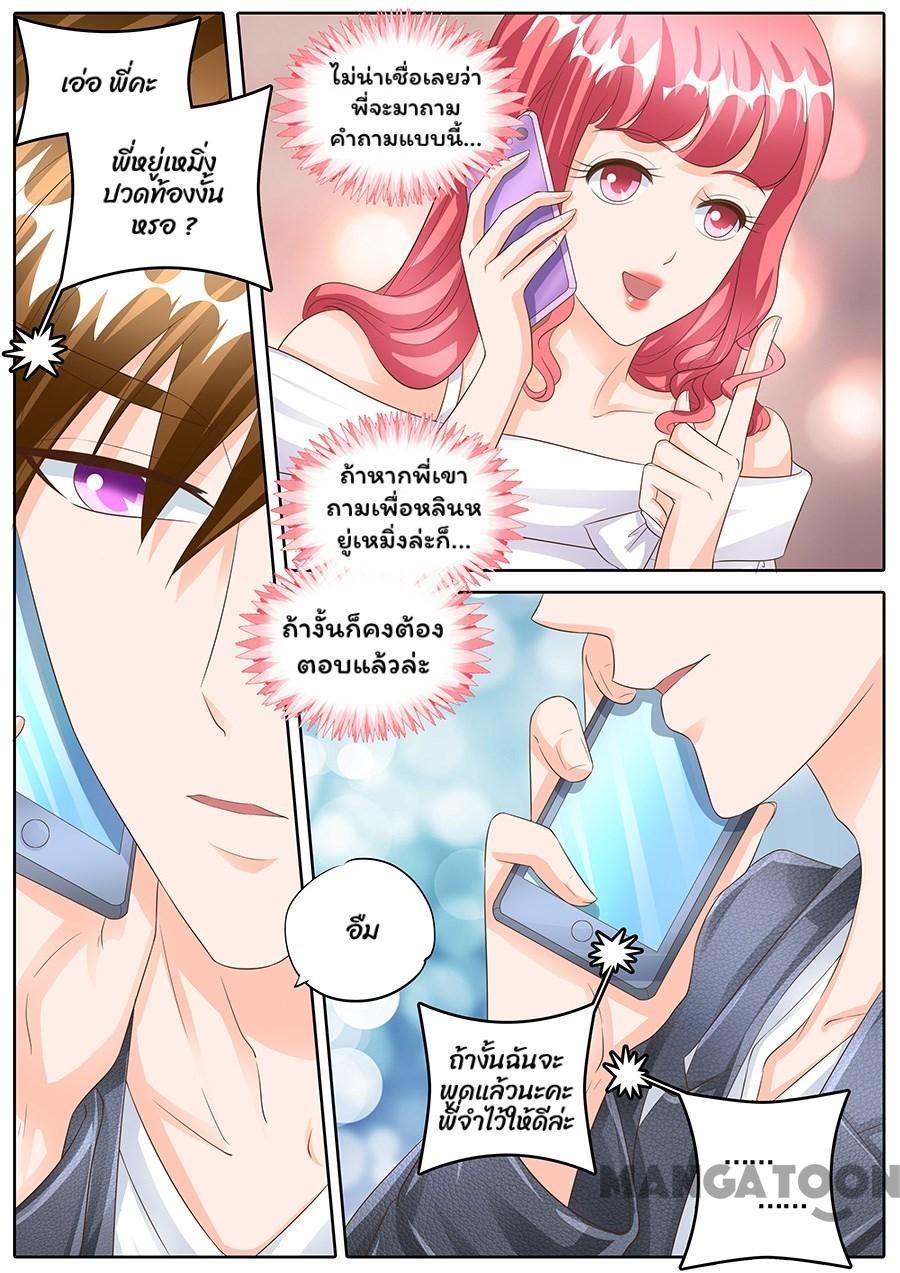 เอ่อ พี่คะ
พี่หยู่เหมิ่ง
ปวดท้องงั้น
หรอ ?
ไม่น่าเชื่อเลยว่า
พี่จะมาถาม
คำถามแบบนี้...
ถ้าหากพี่เขา
ถามเพื่อหลินห
ยู่เหมิ่งล่ะก็...
ถ้างั้นก็คงต้อง
ตอบแล้วล่ะ
อืม
ถ้างั้นฉันจะ
พูดแล้วนะคะ
พี่จำไว้ให้ดีล่ะ
......
......
MANGATOON